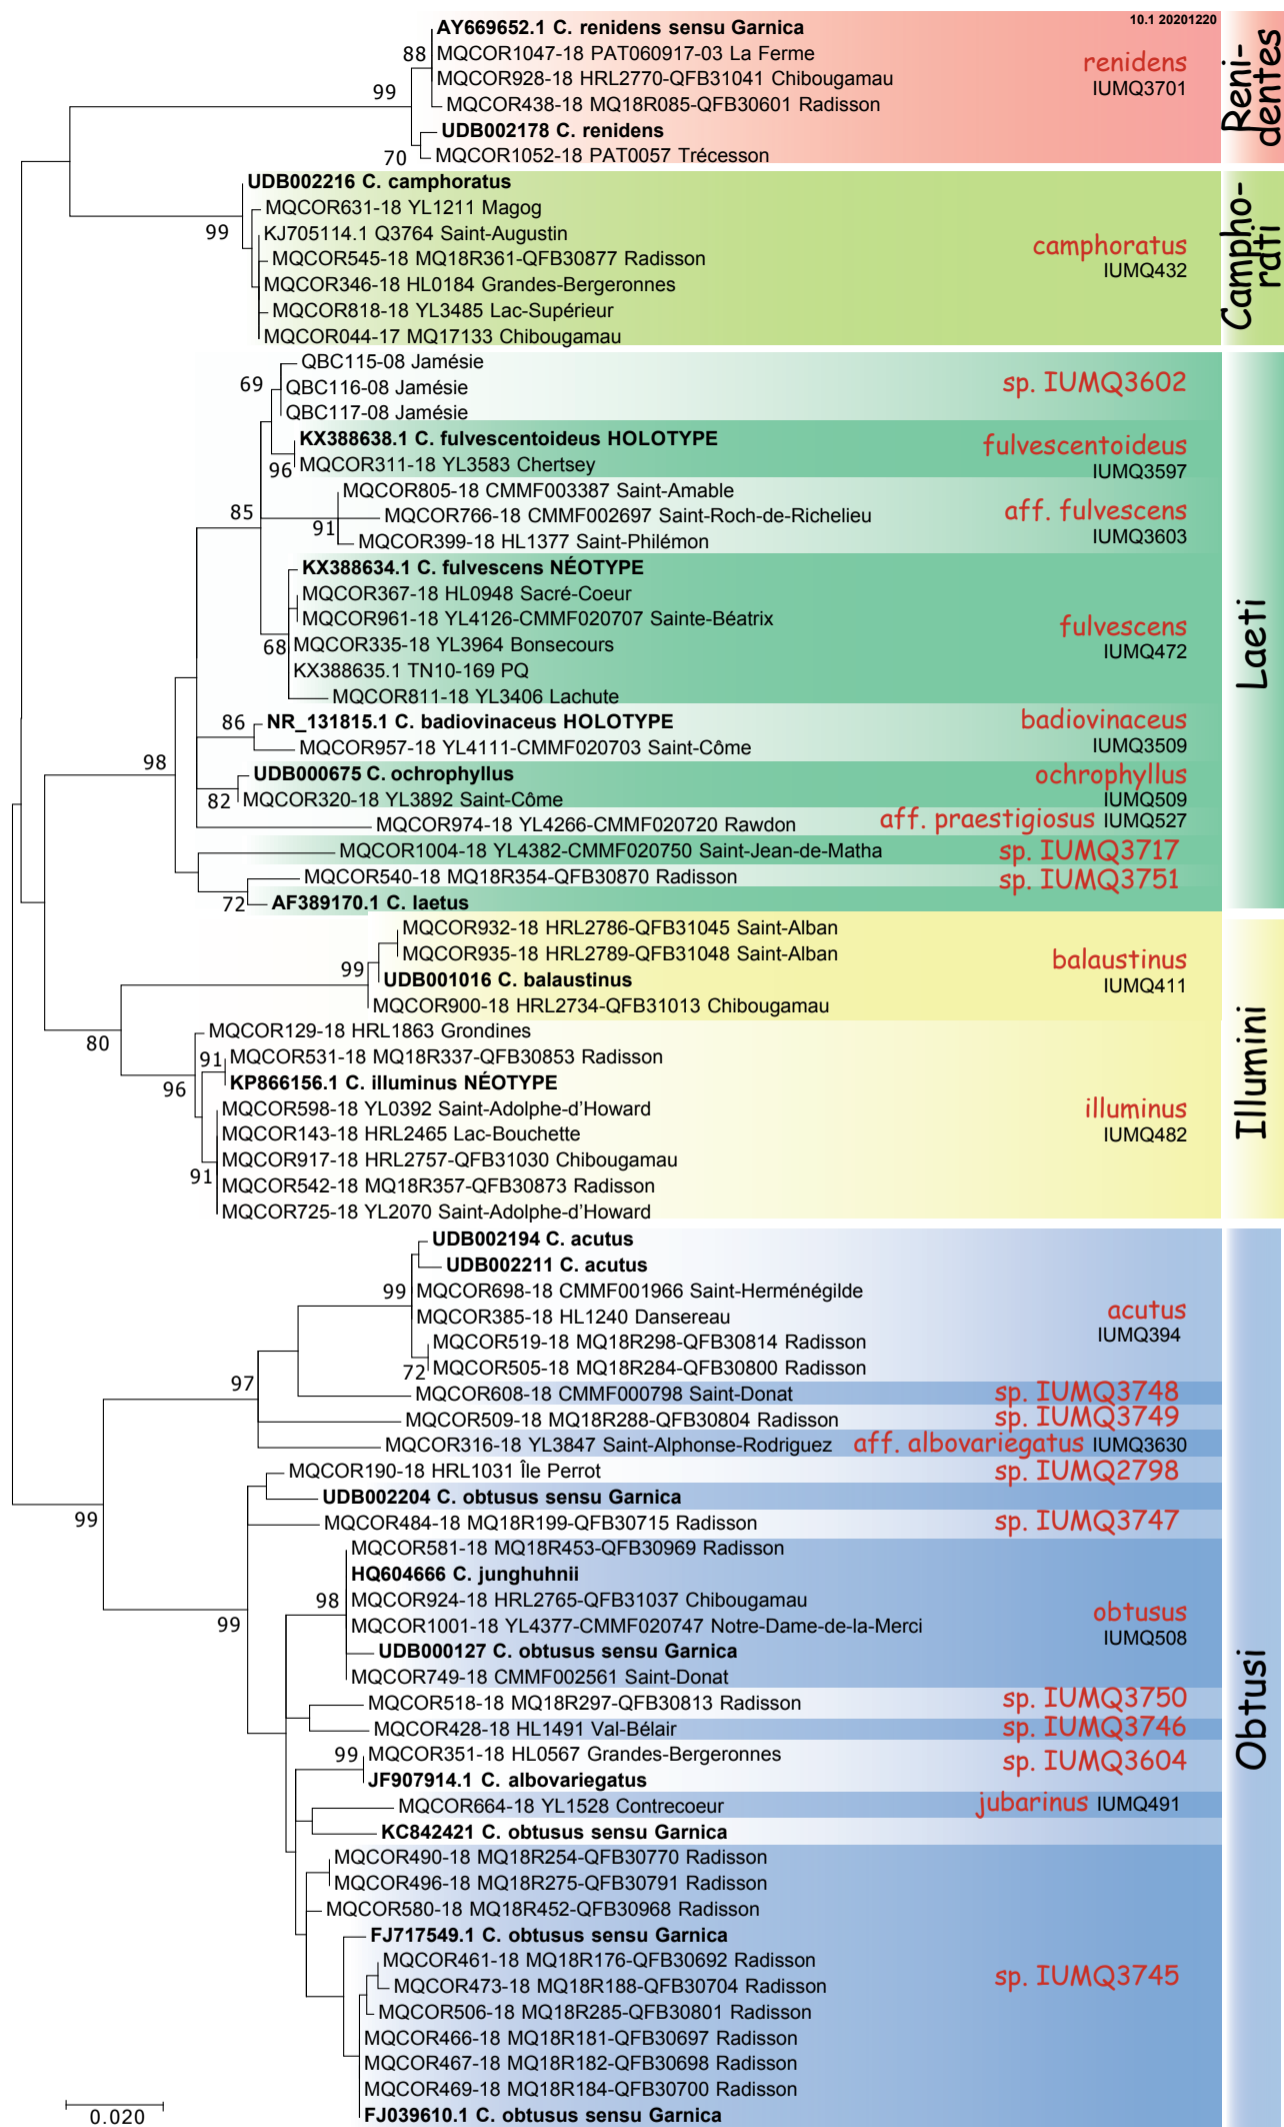 10.1 20201220
AY669652.1 C. renidens sensu Garnica
88
MQCOR1047-18 PAT060917-03 La Ferme
renidens
MQCOR928-18 HRL2770-QFB31041 Chibougamau
IUMQ3701
99
MQCOR438-18 MQ18R085-QFB30601 Radisson
UDB002178 C. renidens
70
MQCOR1052-18 PAT0057 Trécesson
Reni-
dentes
UDB002216 C. camphoratus
MQCOR631-18 YL1211 Magog
99
KJ705114.1 Q3764 Saint-Augustin
camphoratus
MQCOR545-18 MQ18R361-QFB30877 Radisson
IUMQ432
MQCOR346-18 HL0184 Grandes-Bergeronnes
MQCOR818-18 YL3485 Lac-Supérieur
MQCOR044-17 MQ17133 Chibougamau
Campho-
rati
QBC115-08 Jamésie
69
QBC116-08 Jamésie
sp. IUMQ3602
QBC117-08 Jamésie
KX388638.1 C. fulvescentoideus HOLOTYPE
fulvescentoideus
96
MQCOR311-18 YL3583 Chertsey
IUMQ3597
MQCOR805-18 CMMF003387 Saint-Amable
85
MQCOR766-18 CMMF002697 Saint-Roch-de-Richelieu
aff. fulvescens
91
MQCOR399-18 HL1377 Saint-Philémon
IUMQ3603
KX388634.1 C. fulvescens NÉOTYPE
MQCOR367-18 HL0948 Sacré-Coeur
MQCOR961-18 YL4126-CMMF020707 Sainte-Béatrix
fulvescens
68
MQCOR335-18 YL3964 Bonsecours
IUMQ472
KX388635.1 TN10-169 PQ
MQCOR811-18 YL3406 Lachute
86
NR_131815.1 C. badiovinaceus HOLOTYPE
badiovinaceus
MQCOR957-18 YL4111-CMMF020703 Saint-Côme
IUMQ3509
98
UDB000675 C. ochrophyllus
ochrophyllus
82
MQCOR320-18 YL3892 Saint-Côme
IUMQ509
MQCOR974-18 YL4266-CMMF020720 Rawdon
aff. praestigiosus IUMQ527
MQCOR1004-18 YL4382-CMMF020750 Saint-Jean-de-Matha
sp. IUMQ3717
MQCOR540-18 MQ18R354-QFB30870 Radisson
sp. IUMQ3751
72
AF389170.1 C. laetus
Laeti
MQCOR932-18 HRL2786-QFB31045 Saint-Alban
MQCOR935-18 HRL2789-QFB31048 Saint-Alban
99
balaustinus
UDB001016 C. balaustinus
IUMQ411
MQCOR900-18 HRL2734-QFB31013 Chibougamau
80
MQCOR129-18 HRL1863 Grondines
91
MQCOR531-18 MQ18R337-QFB30853 Radisson
96
KP866156.1 C. illuminus NÉOTYPE
MQCOR598-18 YL0392 Saint-Adolphe-d'Howard
illuminus
MQCOR143-18 HRL2465 Lac-Bouchette
IUMQ482
MQCOR917-18 HRL2757-QFB31030 Chibougamau
91
MQCOR542-18 MQ18R357-QFB30873 Radisson
MQCOR725-18 YL2070 Saint-Adolphe-d'Howard
Illumini
UDB002194 C. acutus
UDB002211 C. acutus
99
MQCOR698-18 CMMF001966 Saint-Herménégilde
MQCOR385-18 HL1240 Dansereau
acutus
MQCOR519-18 MQ18R298-QFB30814 Radisson
IUMQ394
72
MQCOR505-18 MQ18R284-QFB30800 Radisson
97
MQCOR608-18 CMMF000798 Saint-Donat
sp. IUMQ3748
MQCOR509-18 MQ18R288-QFB30804 Radisson
sp. IUMQ3749
MQCOR316-18 YL3847 Saint-Alphonse-Rodriguez
aff. albovariegatus IUMQ3630
MQCOR190-18 HRL1031 Île Perrot
sp. IUMQ2798
UDB002204 C. obtusus sensu Garnica
99
MQCOR484-18 MQ18R199-QFB30715 Radisson
sp. IUMQ3747
MQCOR581-18 MQ18R453-QFB30969 Radisson
HQ604666 C. junghuhnii
98
MQCOR924-18 HRL2765-QFB31037 Chibougamau
obtusus
99
MQCOR1001-18 YL4377-CMMF020747 Notre-Dame-de-la-Merci
IUMQ508
UDB000127 C. obtusus sensu Garnica
MQCOR749-18 CMMF002561 Saint-Donat
MQCOR518-18 MQ18R297-QFB30813 Radisson
sp. IUMQ3750
MQCOR428-18 HL1491 Val-Bélair
sp. IUMQ3746
99
MQCOR351-18 HL0567 Grandes-Bergeronnes
sp. IUMQ3604
JF907914.1 C. albovariegatus
MQCOR664-18 YL1528 Contrecoeur
jubarinus IUMQ491
KC842421 C. obtusus sensu Garnica
MQCOR490-18 MQ18R254-QFB30770 Radisson
MQCOR496-18 MQ18R275-QFB30791 Radisson
MQCOR580-18 MQ18R452-QFB30968 Radisson
FJ717549.1 C. obtusus sensu Garnica
MQCOR461-18 MQ18R176-QFB30692 Radisson
sp. IUMQ3745
MQCOR473-18 MQ18R188-QFB30704 Radisson
MQCOR506-18 MQ18R285-QFB30801 Radisson
MQCOR466-18 MQ18R181-QFB30697 Radisson
MQCOR467-18 MQ18R182-QFB30698 Radisson
MQCOR469-18 MQ18R184-QFB30700 Radisson
FJ039610.1 C. obtusus sensu Garnica
Obtusi
0.020